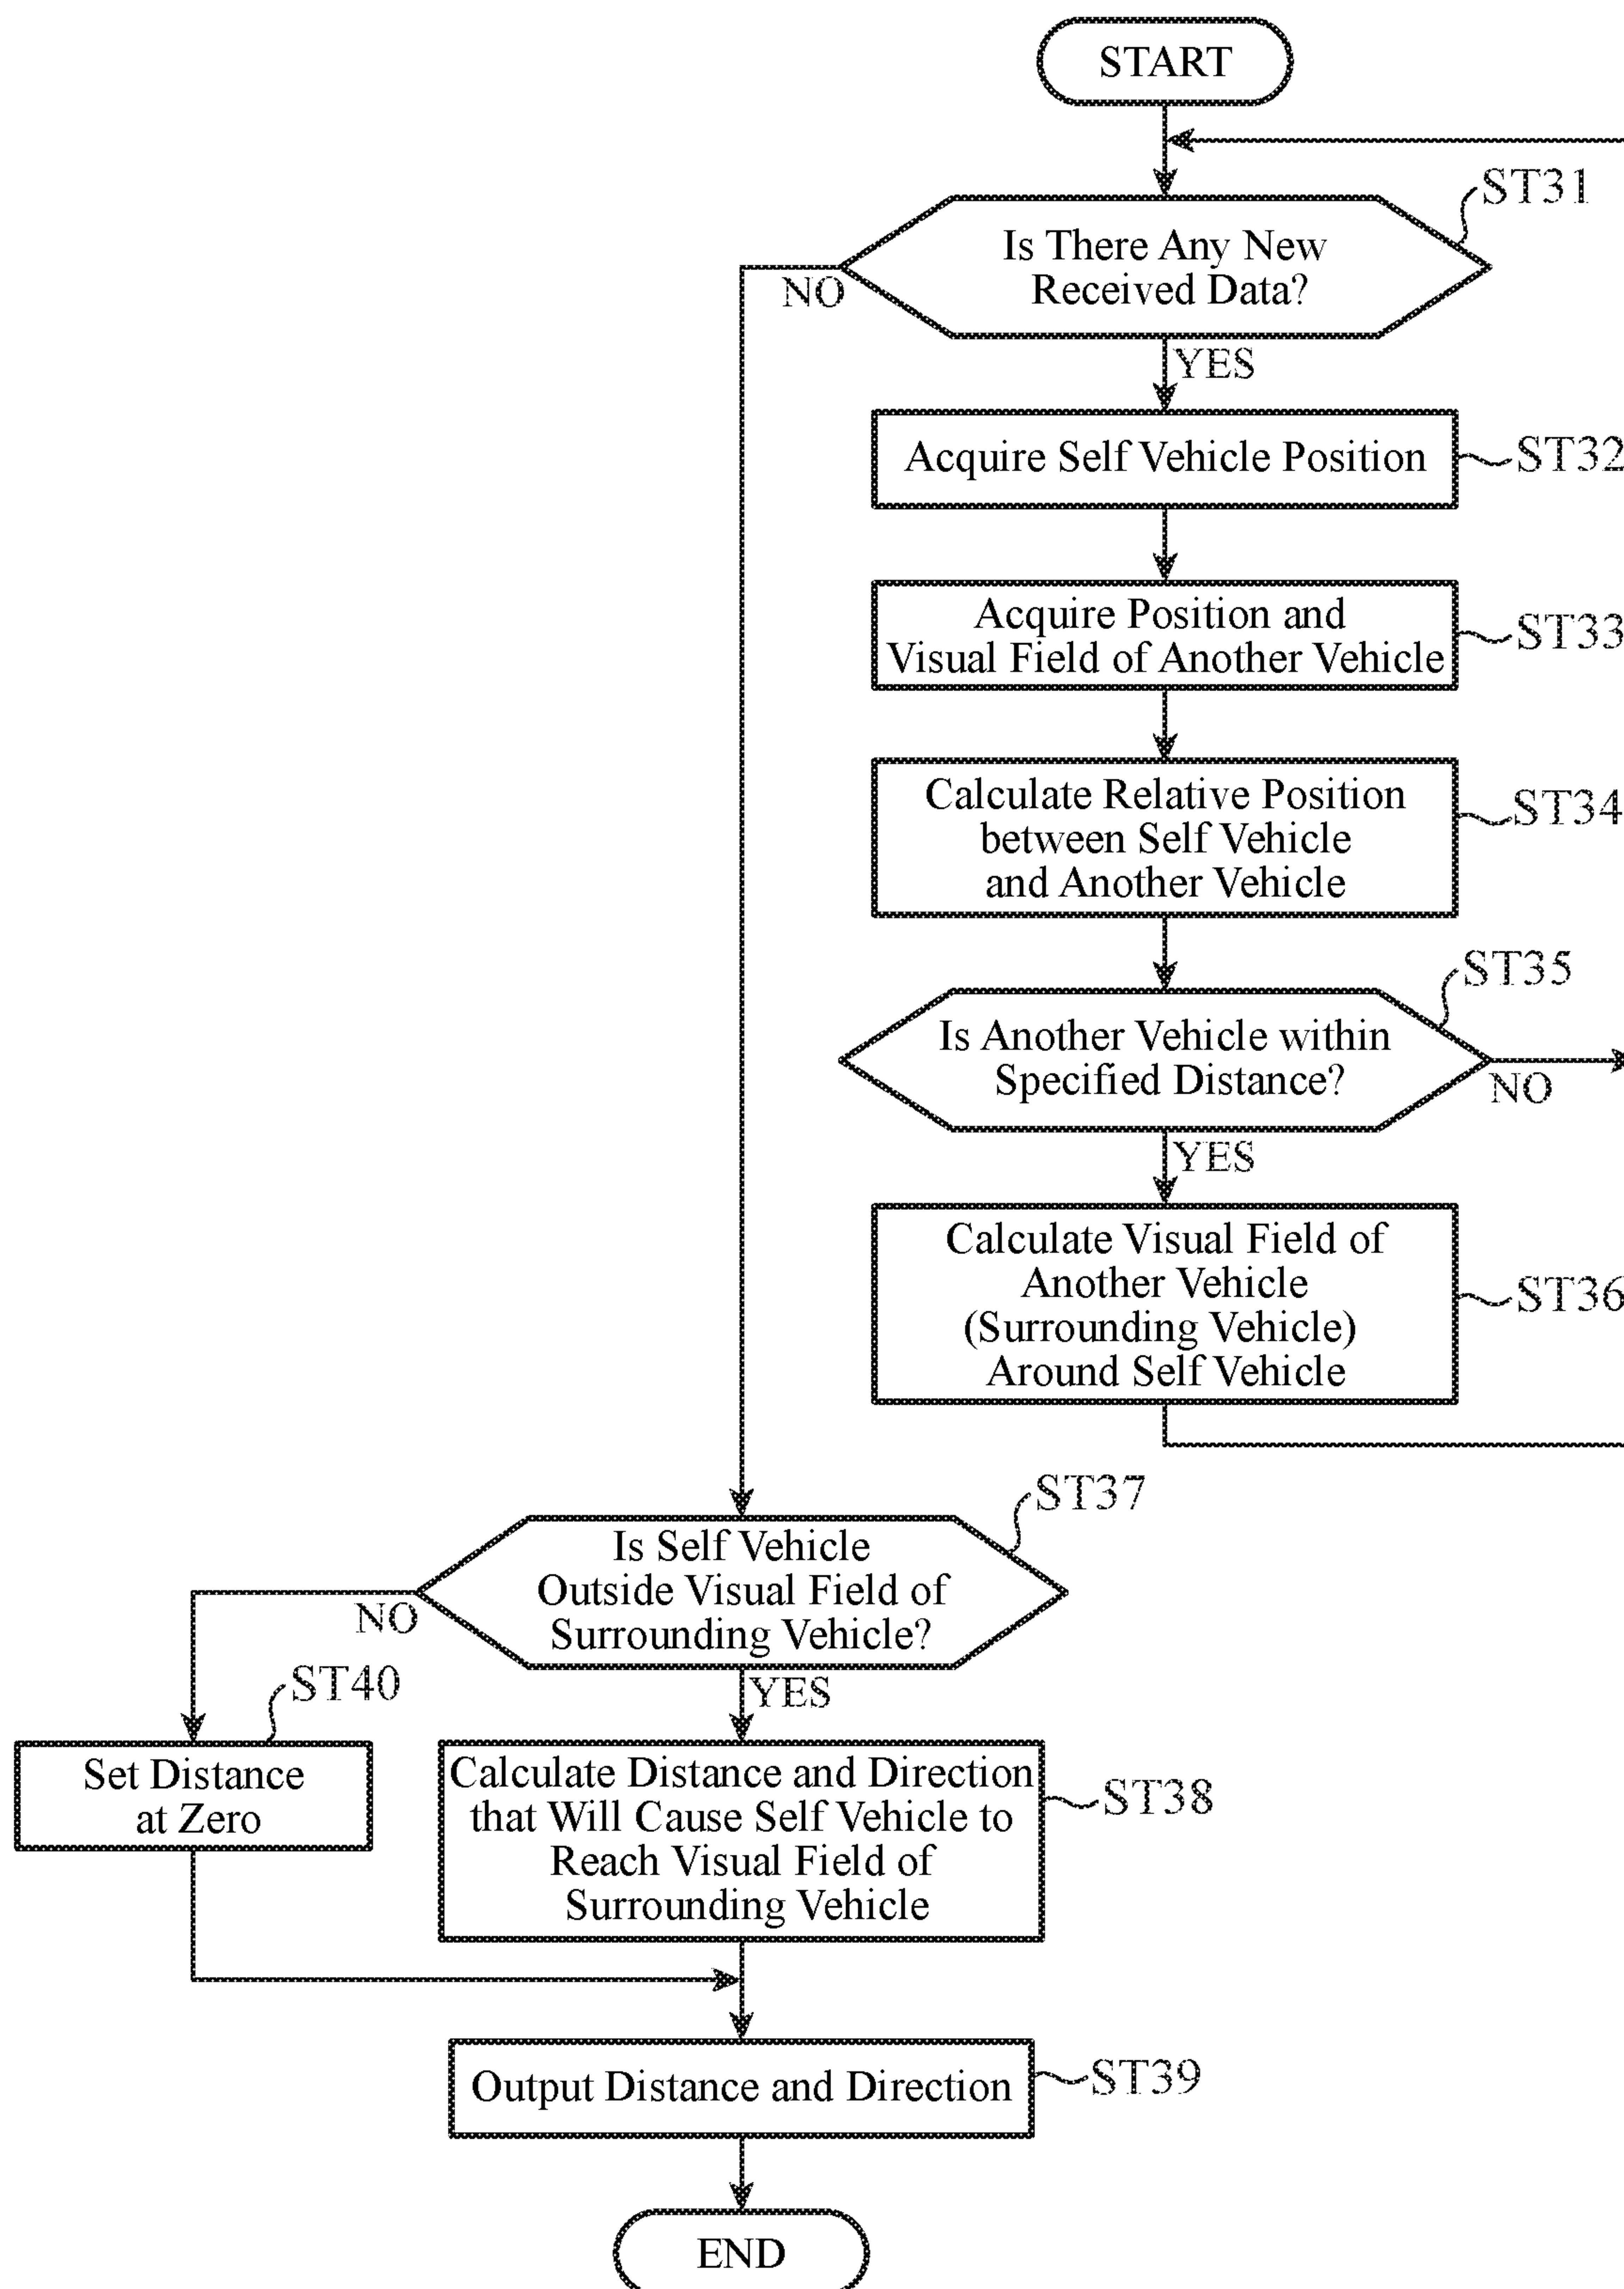 START
ST31
Is There Any New
Received Data?
NO
YES
Acquire Self Vehicle Position
ST32
Acquire Position and
Visual Field of Another Vehicle
ST33
Calculate Relative Position
between Self Vehicle
and Another Vehicle
ST34
ST35
Is Another Vehicle within
Specified Distance?
NO
YES
Calculate Visual Field of
Another Vehicle
(Surrounding Vehicle)
Around Self Vehicle
ST36
ST37
Is Self Vehicle
Outside Visual Field of
Surrounding Vehicle?
NO
YES
ST40
Set Distance
at Zero
Calculate Distance and Direction
that Will Cause Self Vehicle to
Reach Visual Field of
Surrounding Vehicle
ST38
Output Distance and Direction
ST39
END